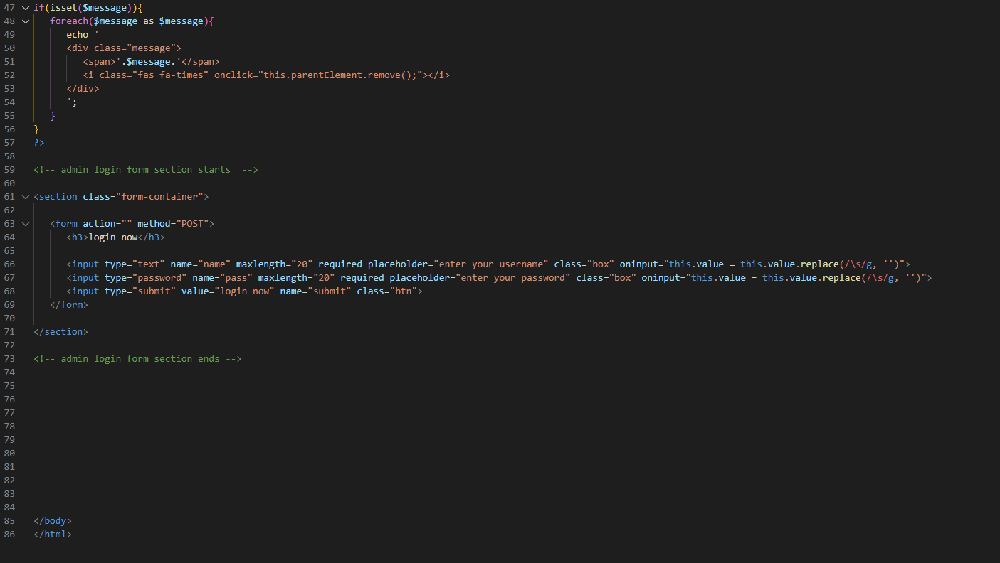 47 if(isset($message)){
48 foreach($message as $message){
49 echo '
50 <div class="message">
51 <span>'.$message.'</span>
52 <i class="fas fa-times" onclick="this.parentElement.remove();"></i>
53 </div>
54 ';
55 }
56 }
57 ?>
58
59 <!-- admin login form section starts  -->
60
61 <section class="form-container">
62
63 <form action="" method="POST">
64 <h3>login now</h3>
65
66 <input type="text" name="name" maxlength="20" required placeholder="enter your username" class="box" oninput="this.value = this.value.replace(/\s/g, '')">
67 <input type="password" name="pass" maxlength="20" required placeholder="enter your password" class="box" oninput="this.value = this.value.replace(/\s/g, '')">
68 <input type="submit" value="login now" name="submit" class="btn">
69 </form>
70
71 </section>
72
73 <!-- admin login form section ends -->
74
75
76
77
78
79
80
81
82
83
84
85 </body>
86 </html>